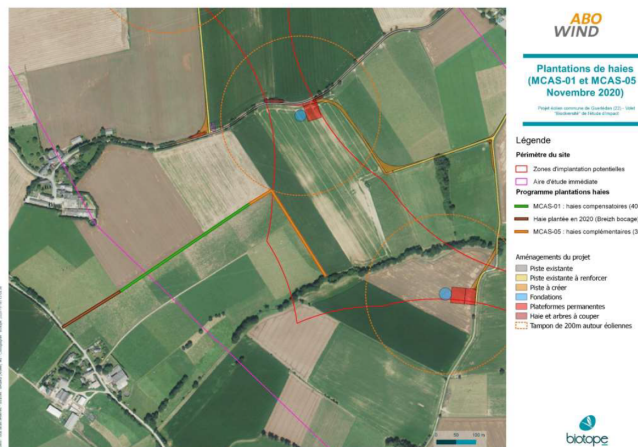 ABO
WIND
Plantations de haies
(MCAS-01 et MCAS-05
Novembre 2020)
Légende
Périmètre du site
Zones d'implantation potentielles
Aire d'étude immédiate
Programme plantations haies
MCAS-01 : haies compensatoires (40
Haie plantée en 2020 (Breizh bocage)
MCAS-05 : haies complémentaires (3
Aménagements du projet
Piste existante
Piste existante à renforcer
Piste à créer
Fondations
Plateformes permanentes
Haie et arbres à couper
Tampon de 200m autour éoliennes
biotope